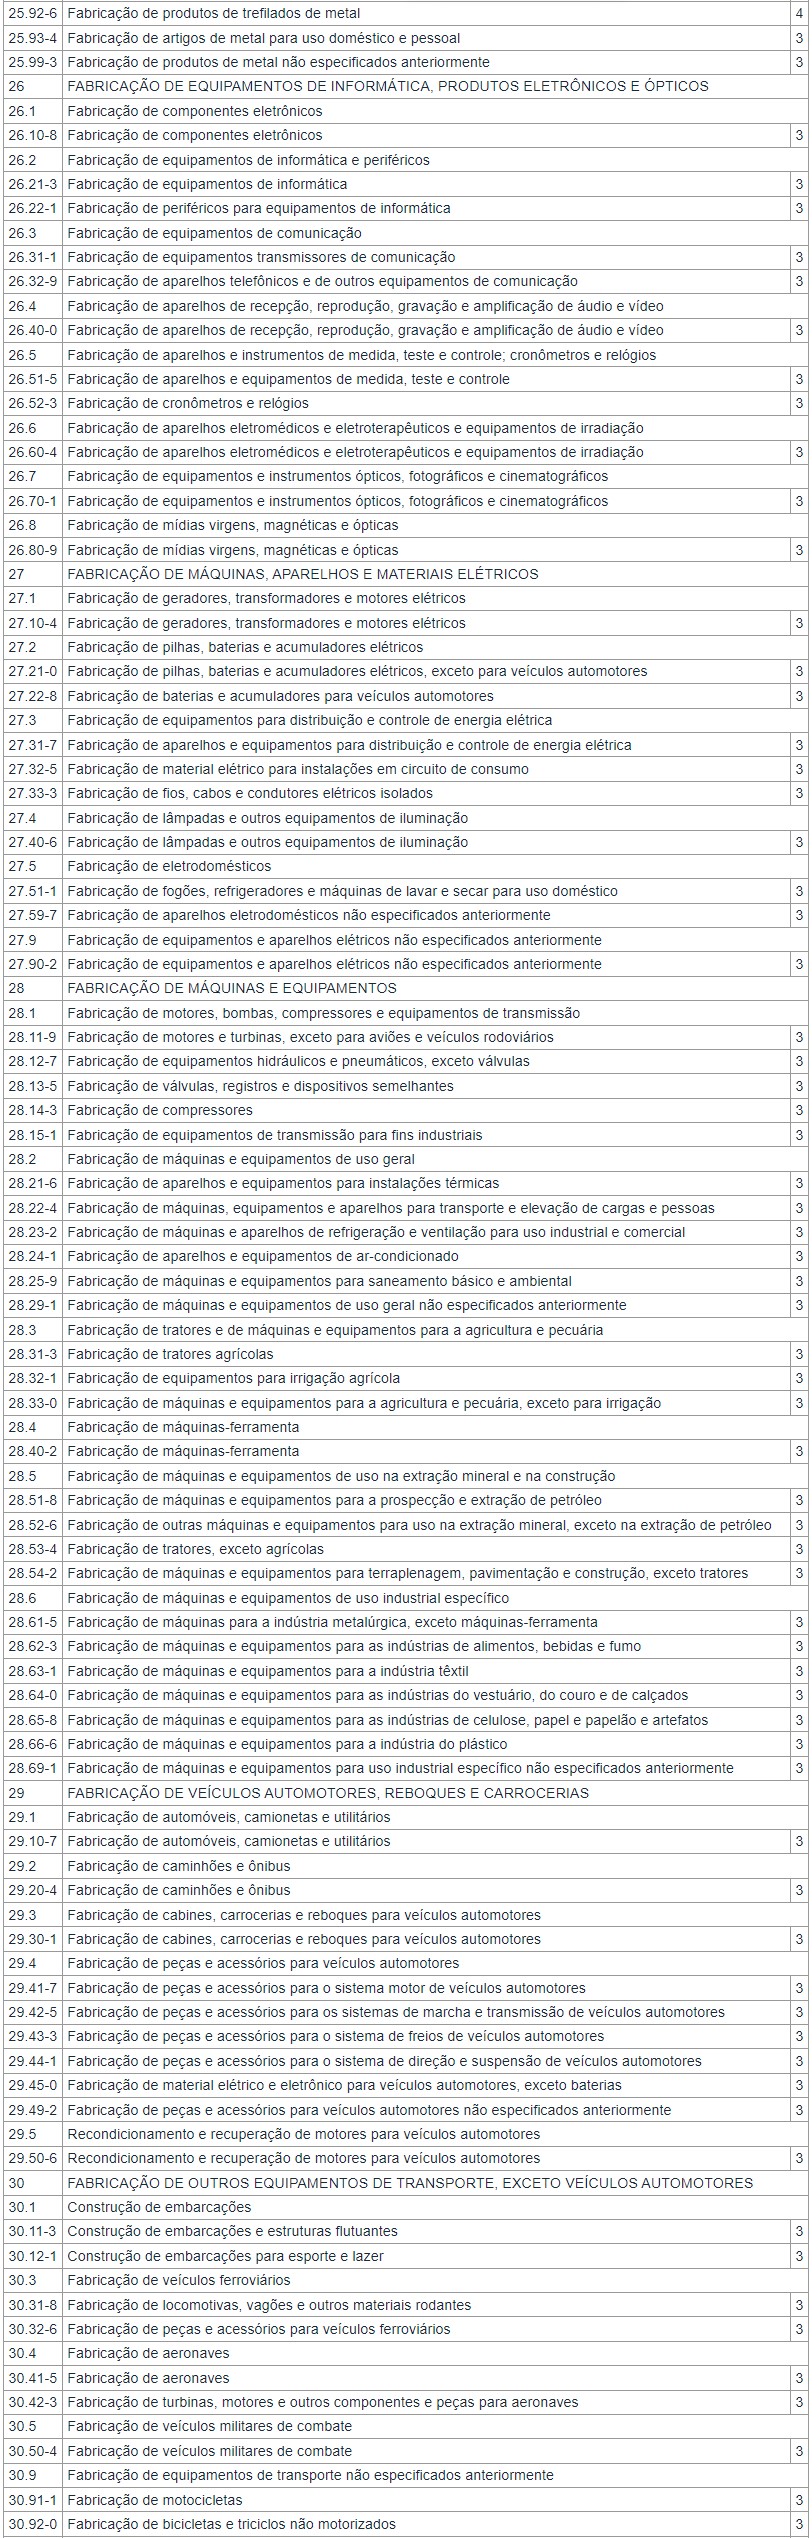 25.92-6 Fabricação de produtos de trefilados de metal 4
25.93-4 Fabricação de artigos de metal para uso doméstico e pessoal 3
25.99-3 Fabricação de produtos de metal não especificados anteriormente 3
26 FABRICAÇÃO DE EQUIPAMENTOS DE INFORMÁTICA, PRODUTOS ELETRÔNICOS E ÓPTICOS
26.1 Fabricação de componentes eletrônicos
26.10-8 Fabricação de componentes eletrônicos 3
26.2 Fabricação de equipamentos de informática e periféricos
26.21-3 Fabricação de equipamentos de informática 3
26.22-1 Fabricação de periféricos para equipamentos de informática 3
26.3 Fabricação de equipamentos de comunicação
26.31-1 Fabricação de equipamentos transmissores de comunicação 3
26.32-9 Fabricação de aparelhos telefônicos e de outros equipamentos de comunicação 3
26.4 Fabricação de aparelhos de recepção, reprodução, gravação e amplificação de áudio e vídeo
26.40-0 Fabricação de aparelhos de recepção, reprodução, gravação e amplificação de áudio e vídeo 3
26.5 Fabricação de aparelhos e instrumentos de medida, teste e controle; cronômetros e relógios
26.51-5 Fabricação de aparelhos e equipamentos de medida, teste e controle 3
26.52-3 Fabricação de cronômetros e relógios 3
26.6 Fabricação de aparelhos eletromédicos e eletroterapêuticos e equipamentos de irradiação
26.60-4 Fabricação de aparelhos eletromédicos e eletroterapêuticos e equipamentos de irradiação 3
26.7 Fabricação de equipamentos e instrumentos ópticos, fotográficos e cinematográficos
26.70-1 Fabricação de equipamentos e instrumentos ópticos, fotográficos e cinematográficos 3
26.8 Fabricação de mídias virgens, magnéticas e ópticas
26.80-9 Fabricação de mídias virgens, magnéticas e ópticas 3
27 FABRICAÇÃO DE MÁQUINAS, APARELHOS E MATERIAIS ELÉTRICOS
27.1 Fabricação de geradores, transformadores e motores elétricos
27.10-4 Fabricação de geradores, transformadores e motores elétricos 3
27.2 Fabricação de pilhas, baterias e acumuladores elétricos
27.21-0 Fabricação de pilhas, baterias e acumuladores elétricos, exceto para veículos automotores 3
27.22-8 Fabricação de baterias e acumuladores para veículos automotores 3
27.3 Fabricação de equipamentos para distribuição e controle de energia elétrica
27.31-7 Fabricação de aparelhos e equipamentos para distribuição e controle de energia elétrica 3
27.32-5 Fabricação de material elétrico para instalações em circuito de consumo 3
27.33-3 Fabricação de fios, cabos e condutores elétricos isolados 3
27.4 Fabricação de lâmpadas e outros equipamentos de iluminação
27.40-6 Fabricação de lâmpadas e outros equipamentos de iluminação 3
27.5 Fabricação de eletrodomésticos
27.51-1 Fabricação de fogões, refrigeradores e máquinas de lavar e secar para uso doméstico 3
27.59-7 Fabricação de aparelhos eletrodomésticos não especificados anteriormente 3
27.9 Fabricação de equipamentos e aparelhos elétricos não especificados anteriormente
27.90-2 Fabricação de equipamentos e aparelhos elétricos não especificados anteriormente 3
28 FABRICAÇÃO DE MÁQUINAS E EQUIPAMENTOS
28.1 Fabricação de motores, bombas, compressores e equipamentos de transmissão
28.11-9 Fabricação de motores e turbinas, exceto para aviões e veículos rodoviários 3
28.12-7 Fabricação de equipamentos hidráulicos e pneumáticos, exceto válvulas 3
28.13-5 Fabricação de válvulas, registros e dispositivos semelhantes 3
28.14-3 Fabricação de compressores 3
28.15-1 Fabricação de equipamentos de transmissão para fins industriais 3
28.2 Fabricação de máquinas e equipamentos de uso geral
28.21-6 Fabricação de aparelhos e equipamentos para instalações térmicas 3
28.22-4 Fabricação de máquinas, equipamentos e aparelhos para transporte e elevação de cargas e pessoas 3
28.23-2 Fabricação de máquinas e aparelhos de refrigeração e ventilação para uso industrial e comercial 3
28.24-1 Fabricação de aparelhos e equipamentos de ar-condicionado 3
28.25-9 Fabricação de máquinas e equipamentos para saneamento básico e ambiental 3
28.29-1 Fabricação de máquinas e equipamentos de uso geral não especificados anteriormente 3
28.3 Fabricação de tratores e de máquinas e equipamentos para a agricultura e pecuária
28.31-3 Fabricação de tratores agrícolas 3
28.32-1 Fabricação de equipamentos para irrigação agrícola 3
28.33-0 Fabricação de máquinas e equipamentos para a agricultura e pecuária, exceto para irrigação 3
28.4 Fabricação de máquinas-ferramenta
28.40-2 Fabricação de máquinas-ferramenta 3
28.5 Fabricação de máquinas e equipamentos de uso na extração mineral e na construção
28.51-8 Fabricação de máquinas e equipamentos para a prospecção e extração de petróleo 3
28.52-6 Fabricação de outras máquinas e equipamentos para uso na extração mineral, exceto na extração de petróleo 3
28.53-4 Fabricação de tratores, exceto agrícolas 3
28.54-2 Fabricação de máquinas e equipamentos para terraplenagem, pavimentação e construção, exceto tratores 3
28.6 Fabricação de máquinas e equipamentos de uso industrial específico
28.61-5 Fabricação de máquinas para a indústria metalúrgica, exceto máquinas-ferramenta 3
28.62-3 Fabricação de máquinas e equipamentos para as indústrias de alimentos, bebidas e fumo 3
28.63-1 Fabricação de máquinas e equipamentos para a indústria têxtil 3
28.64-0 Fabricação de máquinas e equipamentos para as indústrias do vestuário, do couro e de calçados 3
28.65-8 Fabricação de máquinas e equipamentos para as indústrias de celulose, papel e papelão e artefatos 3
28.66-6 Fabricação de máquinas e equipamentos para a indústria do plástico 3
28.69-1 Fabricação de máquinas e equipamentos para uso industrial específico não especificados anteriormente 3
29 FABRICAÇÃO DE VEÍCULOS AUTOMOTORES, REBOQUES E CARROCERIAS
29.1 Fabricação de automóveis, camionetas e utilitários
29.10-7 Fabricação de automóveis, camionetas e utilitários 3
29.2 Fabricação de caminhões e ônibus
29.20-4 Fabricação de caminhões e ônibus 3
29.3 Fabricação de cabines, carrocerias e reboques para veículos automotores
29.30-1 Fabricação de cabines, carrocerias e reboques para veículos automotores 3
29.4 Fabricação de peças e acessórios para veículos automotores
29.41-7 Fabricação de peças e acessórios para o sistema motor de veículos automotores 3
29.42-5 Fabricação de peças e acessórios para os sistemas de marcha e transmissão de veículos automotores 3
29.43-3 Fabricação de peças e acessórios para o sistema de freios de veículos automotores 3
29.44-1 Fabricação de peças e acessórios para o sistema de direção e suspensão de veículos automotores 3
29.45-0 Fabricação de material elétrico e eletrônico para veículos automotores, exceto baterias 3
29.49-2 Fabricação de peças e acessórios para veículos automotores não especificados anteriormente 3
29.5 Recondicionamento e recuperação de motores para veículos automotores
29.50-6 Recondicionamento e recuperação de motores para veículos automotores 3
30 FABRICAÇÃO DE OUTROS EQUIPAMENTOS DE TRANSPORTE, EXCETO VEÍCULOS AUTOMOTORES
30.1 Construção de embarcações
30.11-3 Construção de embarcações e estruturas flutuantes 3
30.12-1 Construção de embarcações para esporte e lazer 3
30.3 Fabricação de veículos ferroviários
30.31-8 Fabricação de locomotivas, vagões e outros materiais rodantes 3
30.32-6 Fabricação de peças e acessórios para veículos ferroviários 3
30.4 Fabricação de aeronaves
30.41-5 Fabricação de aeronaves 3
30.42-3 Fabricação de turbinas, motores e outros componentes e peças para aeronaves 3
30.5 Fabricação de veículos militares de combate
30.50-4 Fabricação de veículos militares de combate 3
30.9 Fabricação de equipamentos de transporte não especificados anteriormente
30.91-1 Fabricação de motocicletas 3
30.92-0 Fabricação de bicicletas e triciclos não motorizados 3